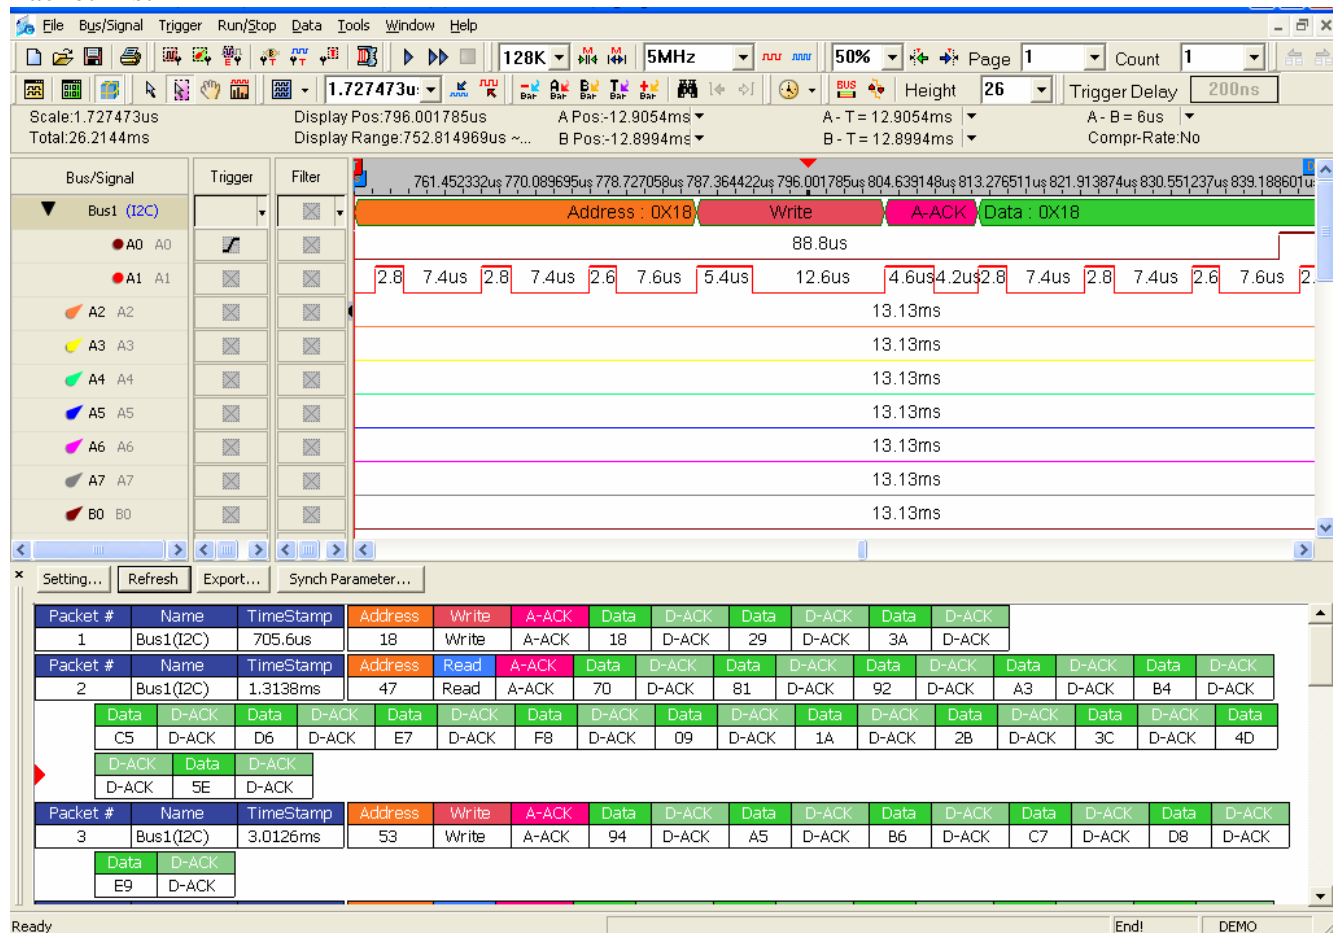 File Bus/Signal Trigger Run/Stop Data Tools Window Help
128K 5MHz 50% Page 1 Count 1
1.727473u: Height 26 Trigger Delay 200ns
Scale:1.727473us Display Pos:796.001785us A Pos:-12.9054ms A - T = 12.9054ms A - B = 6us
Total:26.2144ms Display Range:752.814969us ~... B Pos:-12.8994ms B - T = 12.8994ms Compr-Rate:No
Bus/Signal Trigger Filter 761.452332us 770.089695us 778.727058us 787.364422us 796.001785us 804.639148us 813.276511us 821.913874us 830.551237us 839.188601us
Bus1 (I2C) Address : 0X18 Write A-ACK Data : 0X18
A0 A0 88.8us
A1 A1 2.8 7.4us 2.8 7.4us 2.6 7.6us 5.4us 12.6us 4.6us 4.2us 2.8 7.4us 2.8 7.4us 2.6 7.6us 2.
A2 A2 13.13ms
A3 A3 13.13ms
A4 A4 13.13ms
A5 A5 13.13ms
A6 A6 13.13ms
A7 A7 13.13ms
B0 B0 13.13ms
Setting... Refresh Export... Synch Parameter...
Packet # Name TimeStamp Address Write A-ACK Data D-ACK Data D-ACK Data D-ACK
1 Bus1(I2C) 705.6us 18 Write A-ACK 18 D-ACK 29 D-ACK 3A D-ACK
Packet # Name TimeStamp Address Read A-ACK Data D-ACK Data D-ACK Data D-ACK Data D-ACK Data D-ACK
2 Bus1(I2C) 1.3138ms 47 Read A-ACK 70 D-ACK 81 D-ACK 92 D-ACK A3 D-ACK B4 D-ACK
Data D-ACK Data D-ACK Data D-ACK Data D-ACK Data D-ACK Data D-ACK Data D-ACK Data D-ACK Data
C5 D-ACK D6 D-ACK E7 D-ACK F8 D-ACK 09 D-ACK 1A D-ACK 2B D-ACK 3C D-ACK 4D
D-ACK Data D-ACK
D-ACK 5E D-ACK
Packet # Name TimeStamp Address Write A-ACK Data D-ACK Data D-ACK Data D-ACK Data D-ACK Data D-ACK
3 Bus1(I2C) 3.0126ms 53 Write A-ACK 94 D-ACK A5 D-ACK B6 D-ACK C7 D-ACK D8 D-ACK
Data D-ACK
E9 D-ACK
Ready End! DEMO